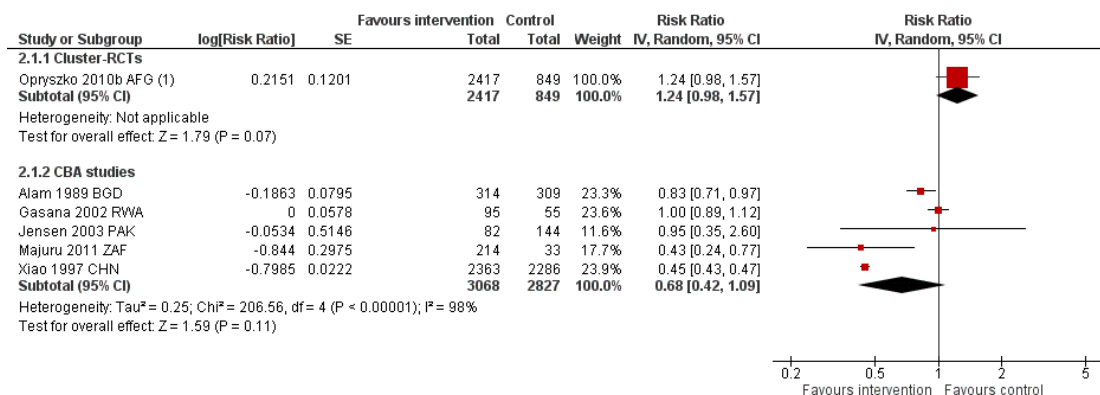 Favours intervention Control Risk Ratio Risk Ratio
Study or Subgroup log[Risk Ratio] SE Total Total Weight IV, Random, 95% CI IV, Random, 95% CI
2.1.1 Cluster-RCTs
Opryszko 2010b AFG (1) 0.2151 0.1201 2417 849 100.0% 1.24 [0.98, 1.57]
Subtotal (95% CI) 2417 849 100.0% 1.24 [0.98, 1.57]
Heterogeneity: Not applicable
Test for overall effect: Z = 1.79 (P = 0.07)
2.1.2 CBA studies
Alam 1989 BGD -0.1863 0.0795 314 309 23.3% 0.83 [0.71, 0.97]
Gasana 2002 RWA 0 0.0578 95 55 23.6% 1.00 [0.89, 1.12]
Jensen 2003 PAK -0.0534 0.5146 82 144 11.6% 0.95 [0.35, 2.60]
Majuru 2011 ZAF -0.844 0.2975 214 33 17.7% 0.43 [0.24, 0.77]
Xiao 1997 CHN -0.7985 0.0222 2363 2286 23.9% 0.45 [0.43, 0.47]
Subtotal (95% CI) 3068 2827 100.0% 0.68 [0.42, 1.09]
Heterogeneity: Tau² = 0.25; Chi² = 206.56, df = 4 (P < 0.00001); I² = 98%
Test for overall effect: Z = 1.59 (P = 0.11)
0.2 0.5 1 2 5
Favours intervention Favours control